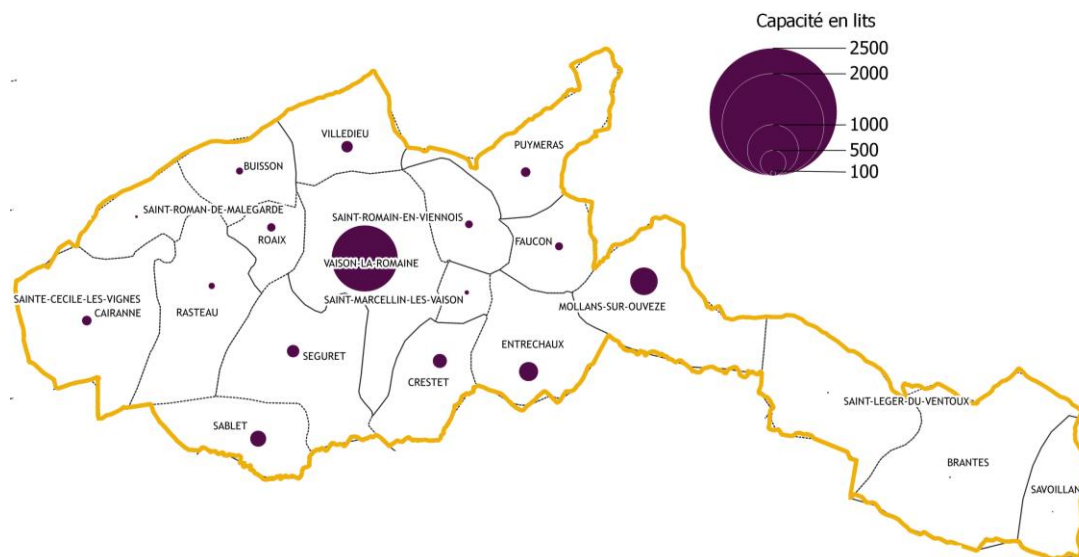 Capacité en lits
2500
2000
1000
500
100
VILLEDIEU
PUYMERAS
BUISSON
SAINT-ROMAN-DE-MALEGARDE
SAINT-ROMAIN-EN-VIENNOIS
ROAIX
FAUCON
VAISON-LA-ROMAINE
SAINTE-CECILE-LES-VIGNES
CAIRANNE
SAINT-MARCELLIN-LES-VAISON
RASTEAU
MOLLANS-SUR-OUVEZE
ENTRECHAUX
SEGURET
CRESTET
SAINT-LEGER-DU-VENTOUX
SABLET
BRANTES
SAVOILLAN